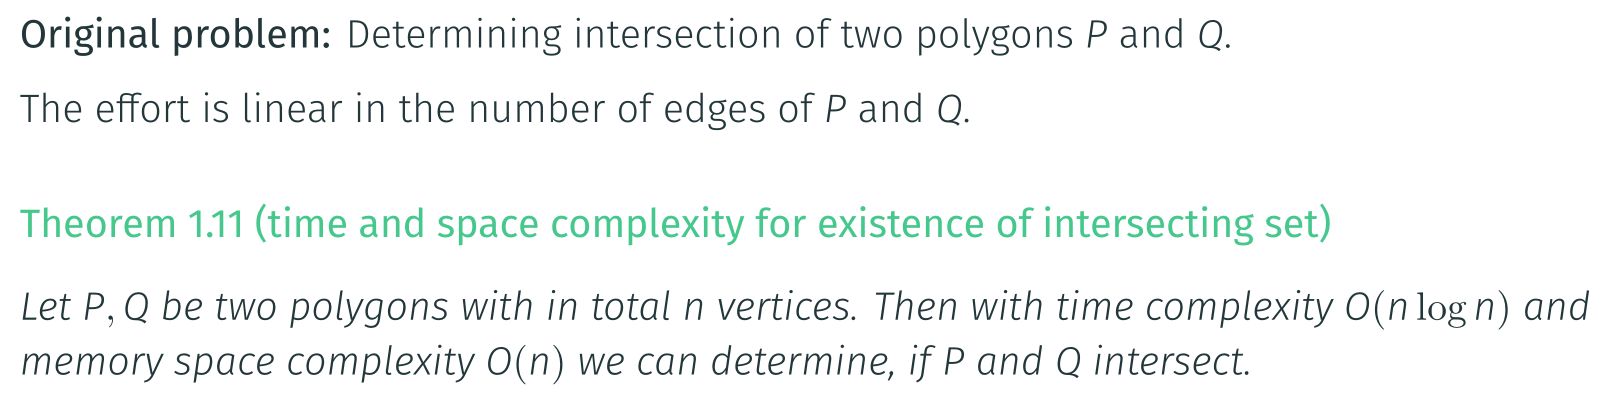 Original problem: Determining intersection of two polygons P and Q.
The effort is linear in the number of edges of P and Q.
Theorem 1.11 (time and space complexity for existence of intersecting set)
Let P, Q be two polygons with in total n vertices. Then with time complexity O(n log n) and
memory space complexity O(n) we can determine, if P and Q intersect.